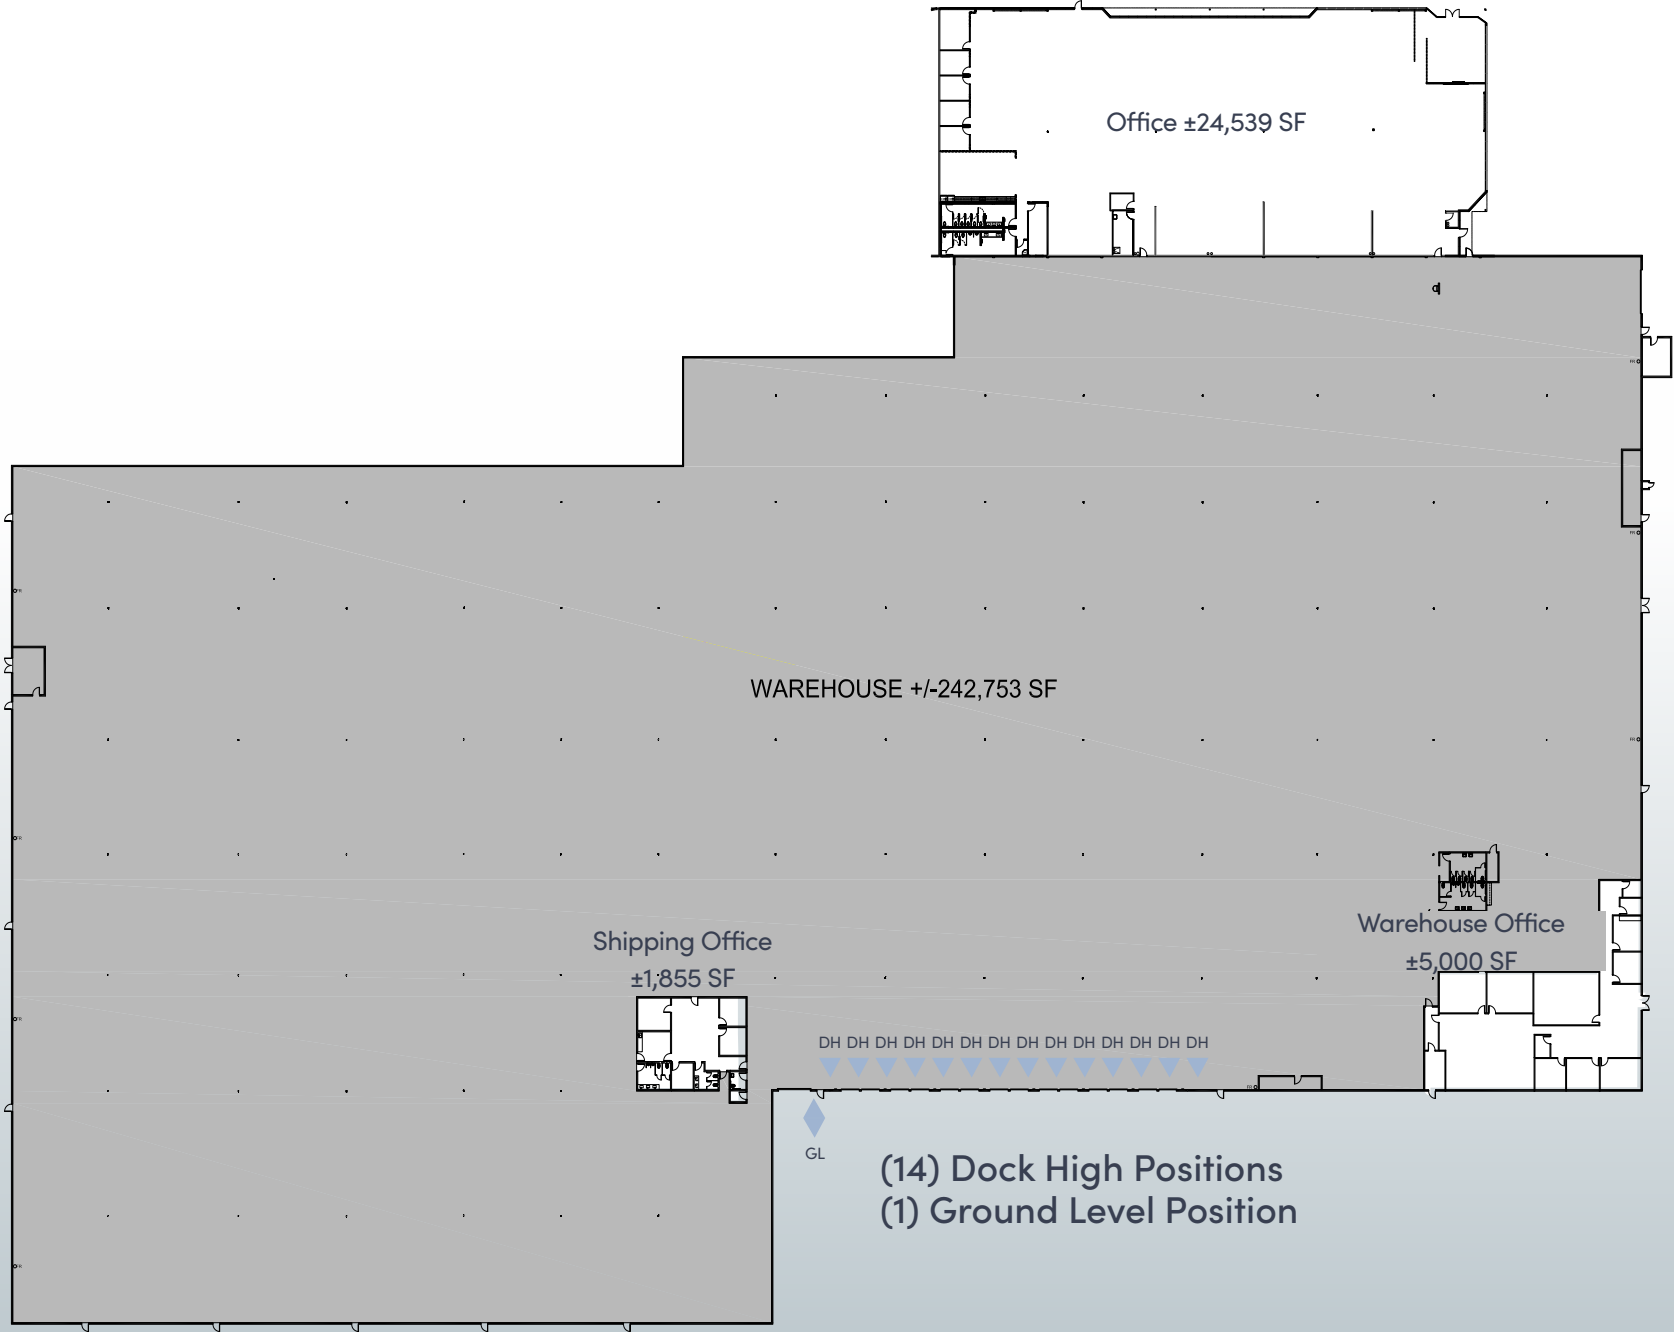 Office ±24,539 SF
WAREHOUSE +/-242,753 SF
Shipping Office
±1,855 SF
Warehouse Office
±5,000 SF
DH DH DH DH DH DH DH DH DH DH DH DH DH DH
GL
(14) Dock High Positions
(1) Ground Level Position